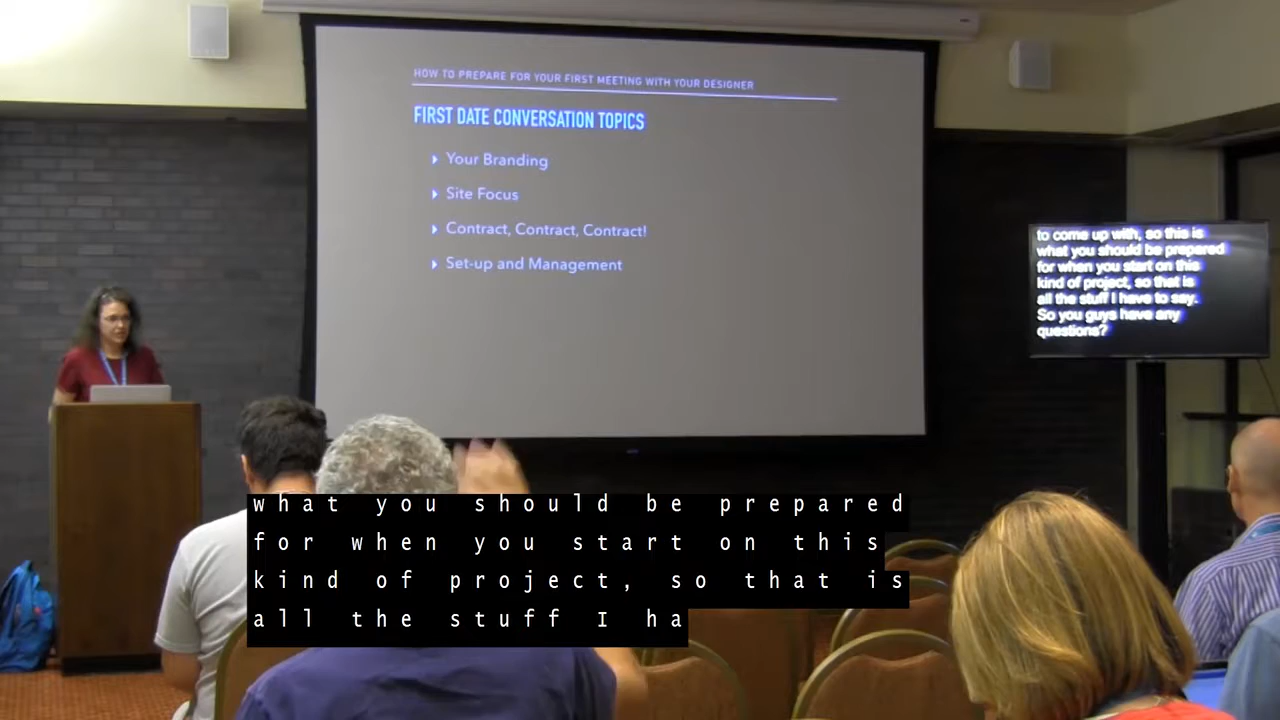 HOW TO PREPARE FOR YOUR FIRST MEETING WITH YOUR DESIGNER
FIRST DATE CONVERSATION TOPICS
Your Branding
Site Focus
Contract, Contract, Contract!
Set-up and Management
to come up with, so this is
what you should be prepared
for when you start on this
kind of project, so that is
all the stuff I have to say.
So you guys have any
questions?
what you should be prepared
for when you start on this
kind of project, so that is
all the stuff I ha